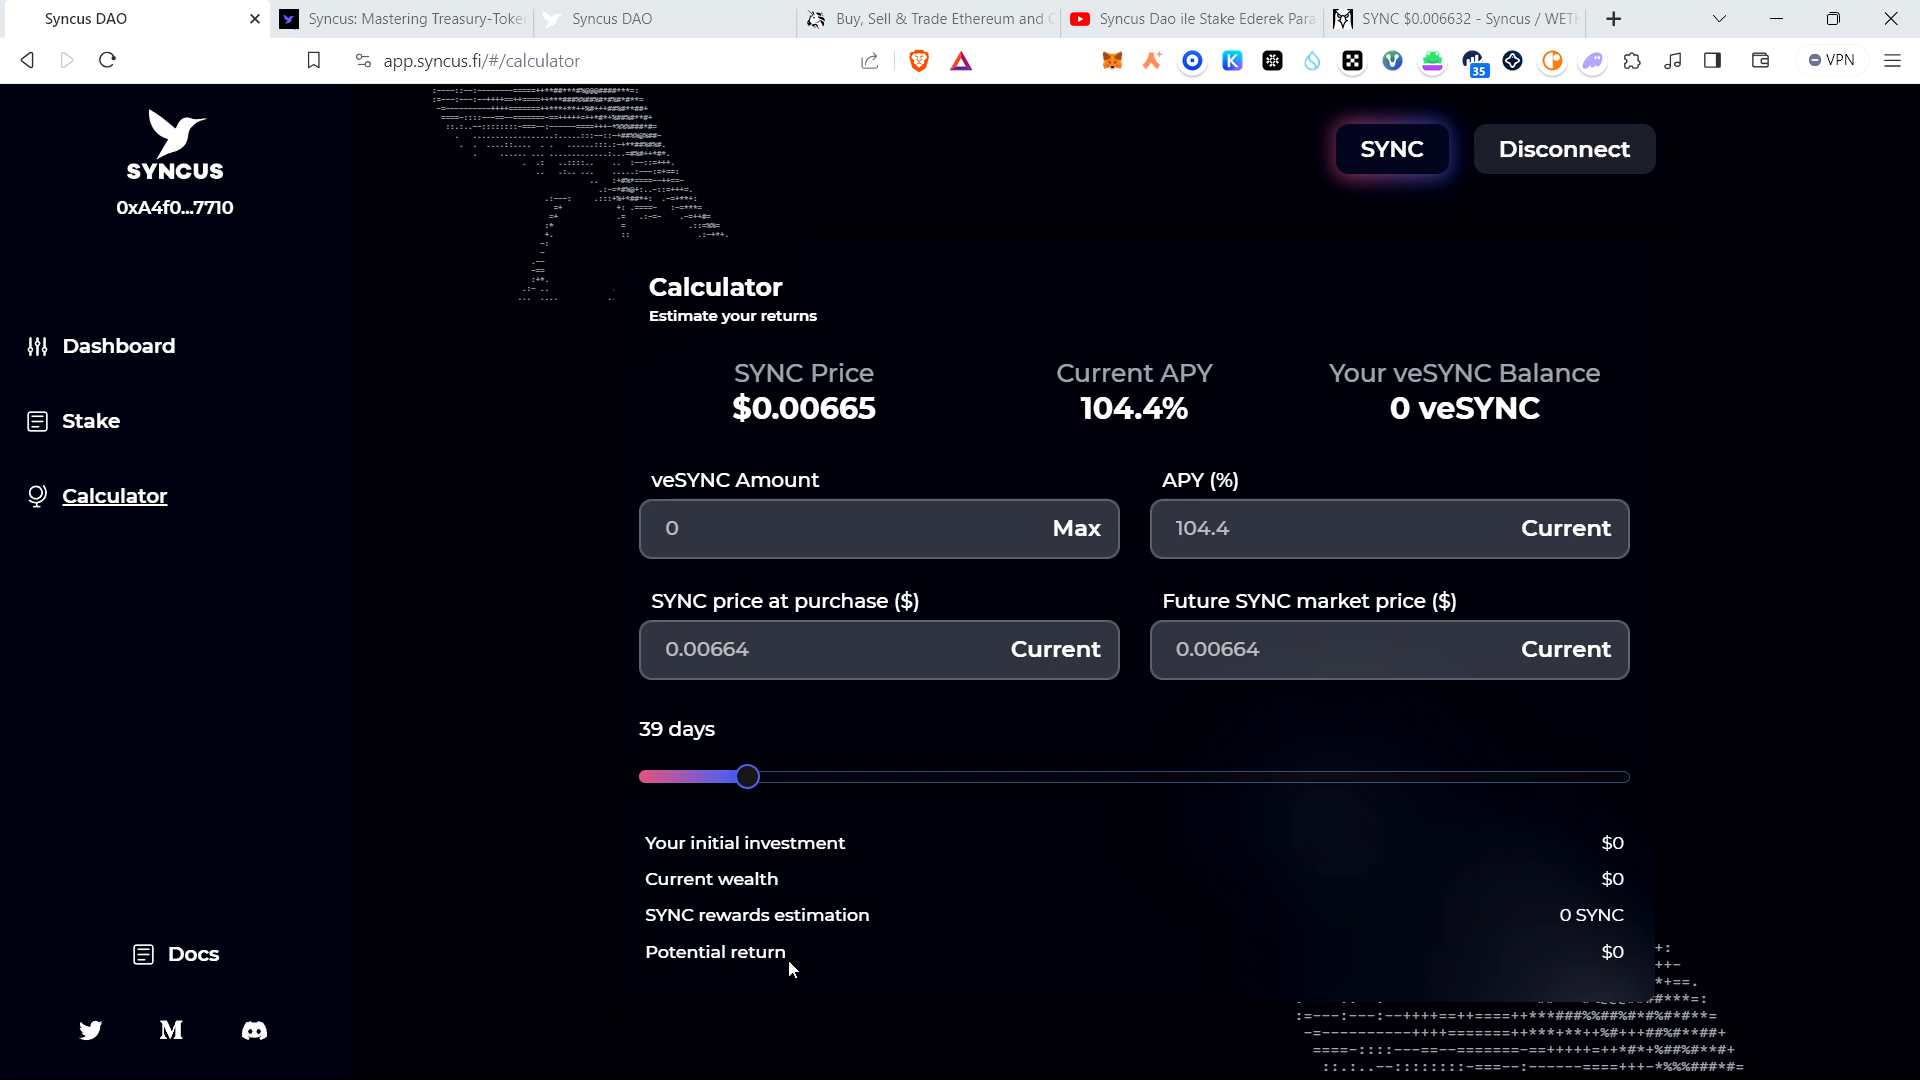 Syncus DAO
Syncus: Mastering Treasury-Toke
Syncus DAO
Buy, Sell & Trade Ethereum and
Syncus Dao ile Stake Ederek Para
SYNC $0.006632 - Syncus / WETH
app.syncus.fi/#/calculator
35
VPN
SYNCUS
0xA4f0...7710
SYNC
Disconnect
Dashboard
Stake
Calculator
Docs
Calculator
Estimate your returns
SYNC Price
$0.00665
Current APY
104.4%
Your veSYNC Balance
0 veSYNC
veSYNC Amount
0
Max
APY (%)
104.4
Current
SYNC price at purchase ($)
0.00664
Current
Future SYNC market price ($)
0.00664
Current
39 days
Your initial investment
$0
Current wealth
$0
SYNC rewards estimation
0 SYNC
Potential return
$0